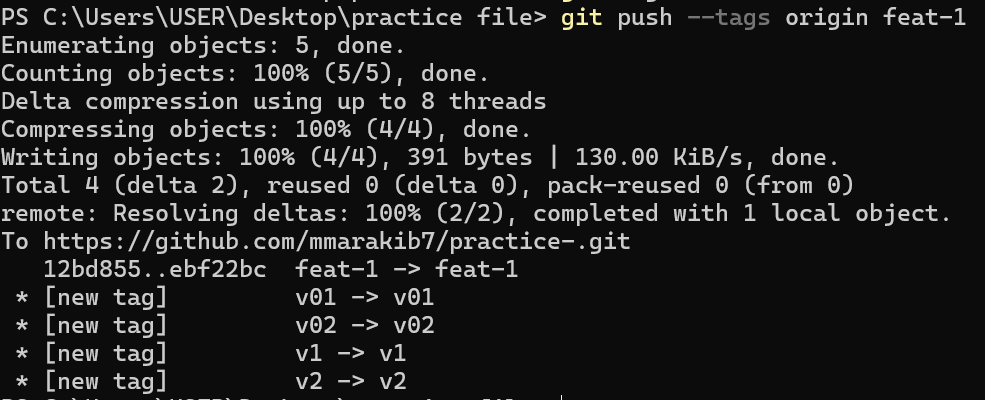 PS C:\Users\USER\Desktop\practice file> git push --tags origin feat-1
Enumerating objects: 5, done.
Counting objects: 100% (5/5), done.
Delta compression using up to 8 threads
Compressing objects: 100% (4/4), done.
Writing objects: 100% (4/4), 391 bytes | 130.00 KiB/s, done.
Total 4 (delta 2), reused 0 (delta 0), pack-reused 0 (from 0)
remote: Resolving deltas: 100% (2/2), completed with 1 local object.
To https://github.com/mmarakib7/practice-.git
   12bd855..ebf22bc  feat-1 -> feat-1
 * [new tag]         v01 -> v01
 * [new tag]         v02 -> v02
 * [new tag]         v1 -> v1
 * [new tag]         v2 -> v2